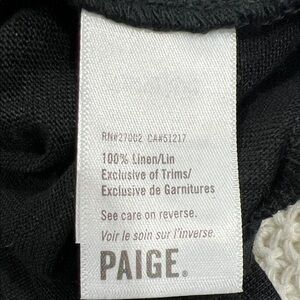 RN#27002 CA#51217
100% Linen/Lin
Exclusive of Trims/
Exclusive de Garnitures
See care on reverse.
Voir le soin sur l'inverse.
PAIGE.